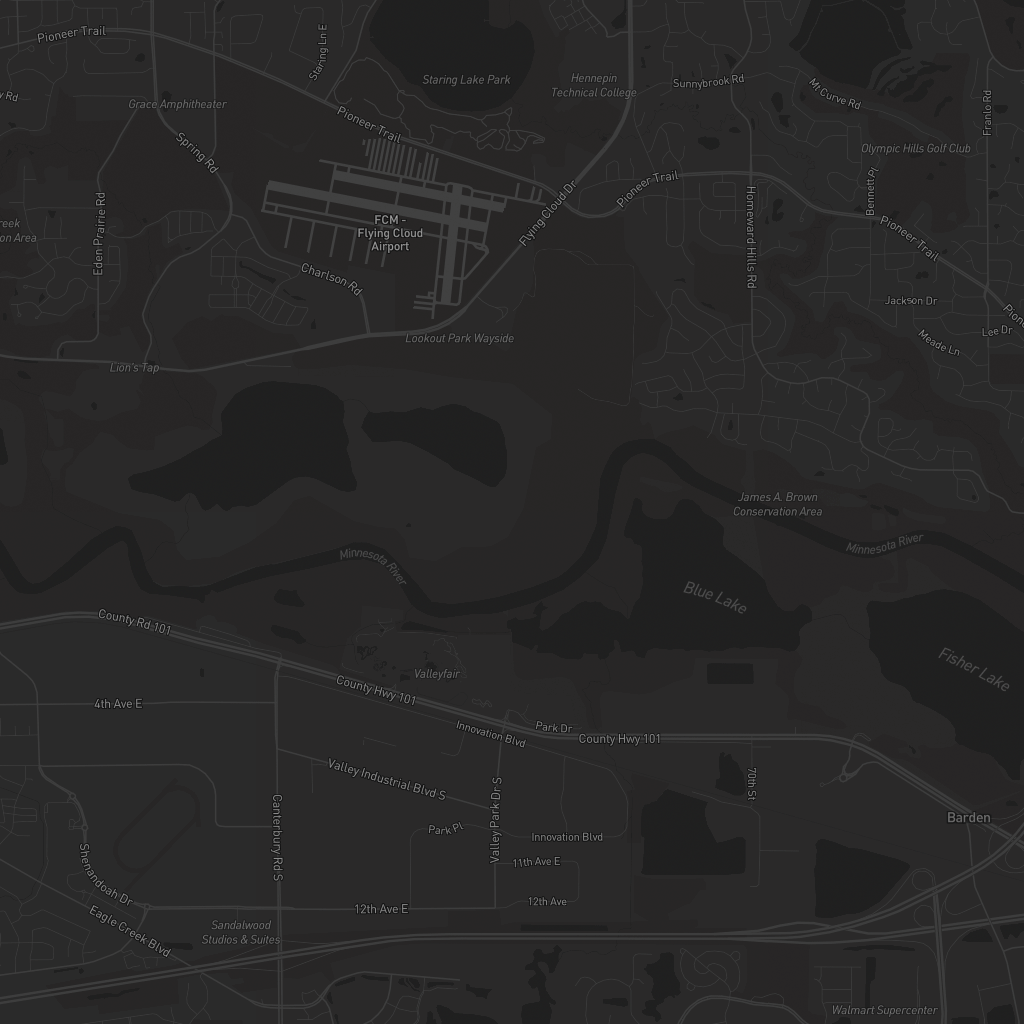 Pioneer Trail
Staring Ln E
Staring Lake Park
Hennepin
Technical College
Sunnybrook Rd
Mt Curve Rd
Franlo Rd
Grace Amphitheater
Pioneer Trail
Spring Rd
Olympic Hills Golf Club
Bennett Pl
Pioneer Trail
Eden Prairie Rd
FCM -
Flying Cloud
Airport
Flying Cloud Dr
Homeward Hills Rd
Pioneer Trail
Charlson Rd
Jackson Dr
Lee Dr
Meade Ln
Lookout Park Wayside
Lion's Tap
James A. Brown
Conservation Area
Minnesota River
Minnesota River
Blue Lake
County Rd 101
Fisher Lake
Valleyfair
County Hwy 101
4th Ave E
Park Dr
Innovation Blvd
County Hwy 101
Valley Industrial Blvd S
70th St
Canterbury Rd S
Valley Park Dr S
Park Pl
Innovation Blvd
Barden
11th Ave E
Shenandoah Dr
12th Ave E
12th Ave
Eagle Creek Blvd
Sandalwood
Studios & Suites
Walmart Supercenter